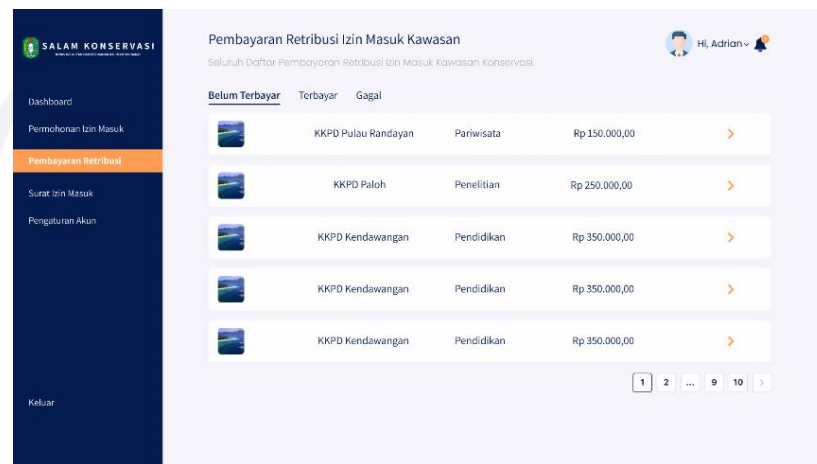 SALAM KONSERVASI
Dashboard
Permohonan Izin Masuk
Pembayaran Retribusi
Surat Izin Masuk
Pengaturan Akun
Keluar
Pembayaran Retribusi Izin Masuk Kawasan
Seluruh Daftar Pembayaran Retribusi Izin Masuk Kawasan Konservasi
Hi, Adrian
Belum Terbayar Terbayar Gagal
KKPD Pulau Randayan Pariwisata Rp 150.000,00
KKPD Paloh Penelitian Rp 250.000,00
KKPD Kendawangan Pendidikan Rp 350.000,00
KKPD Kendawangan Pendidikan Rp 350.000,00
KKPD Kendawangan Pendidikan Rp 350.000,00
1 2 ... 9 10